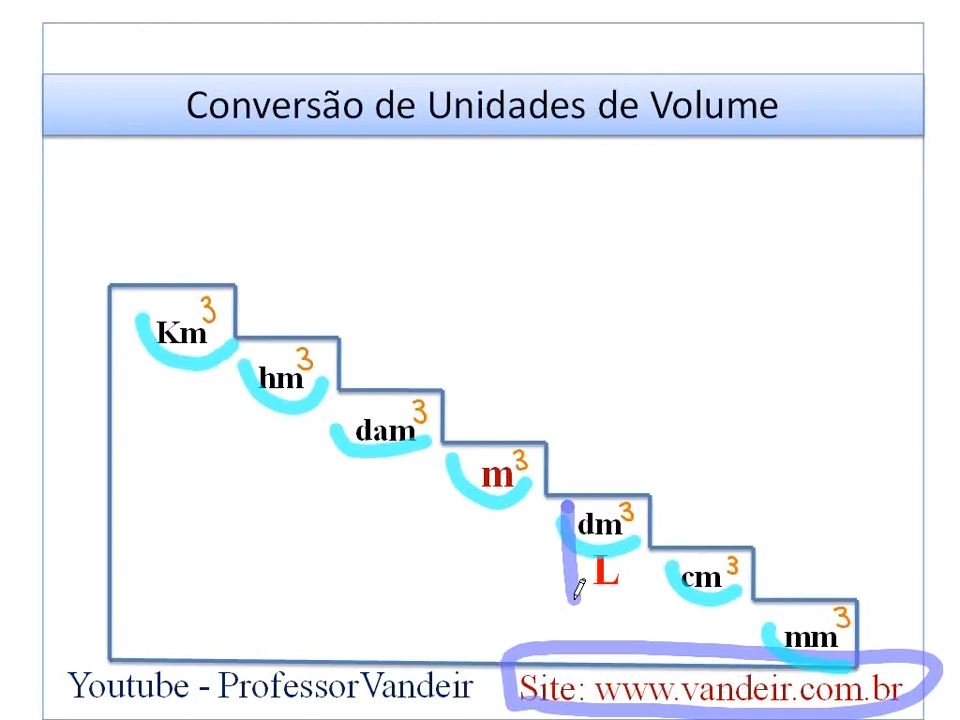 Conversão de Unidades de Volume
Km³
hm³
dam³
m³
dm³
L
cm³
mm³
Youtube - ProfessorVandeir
Site: www.vandeir.com.br